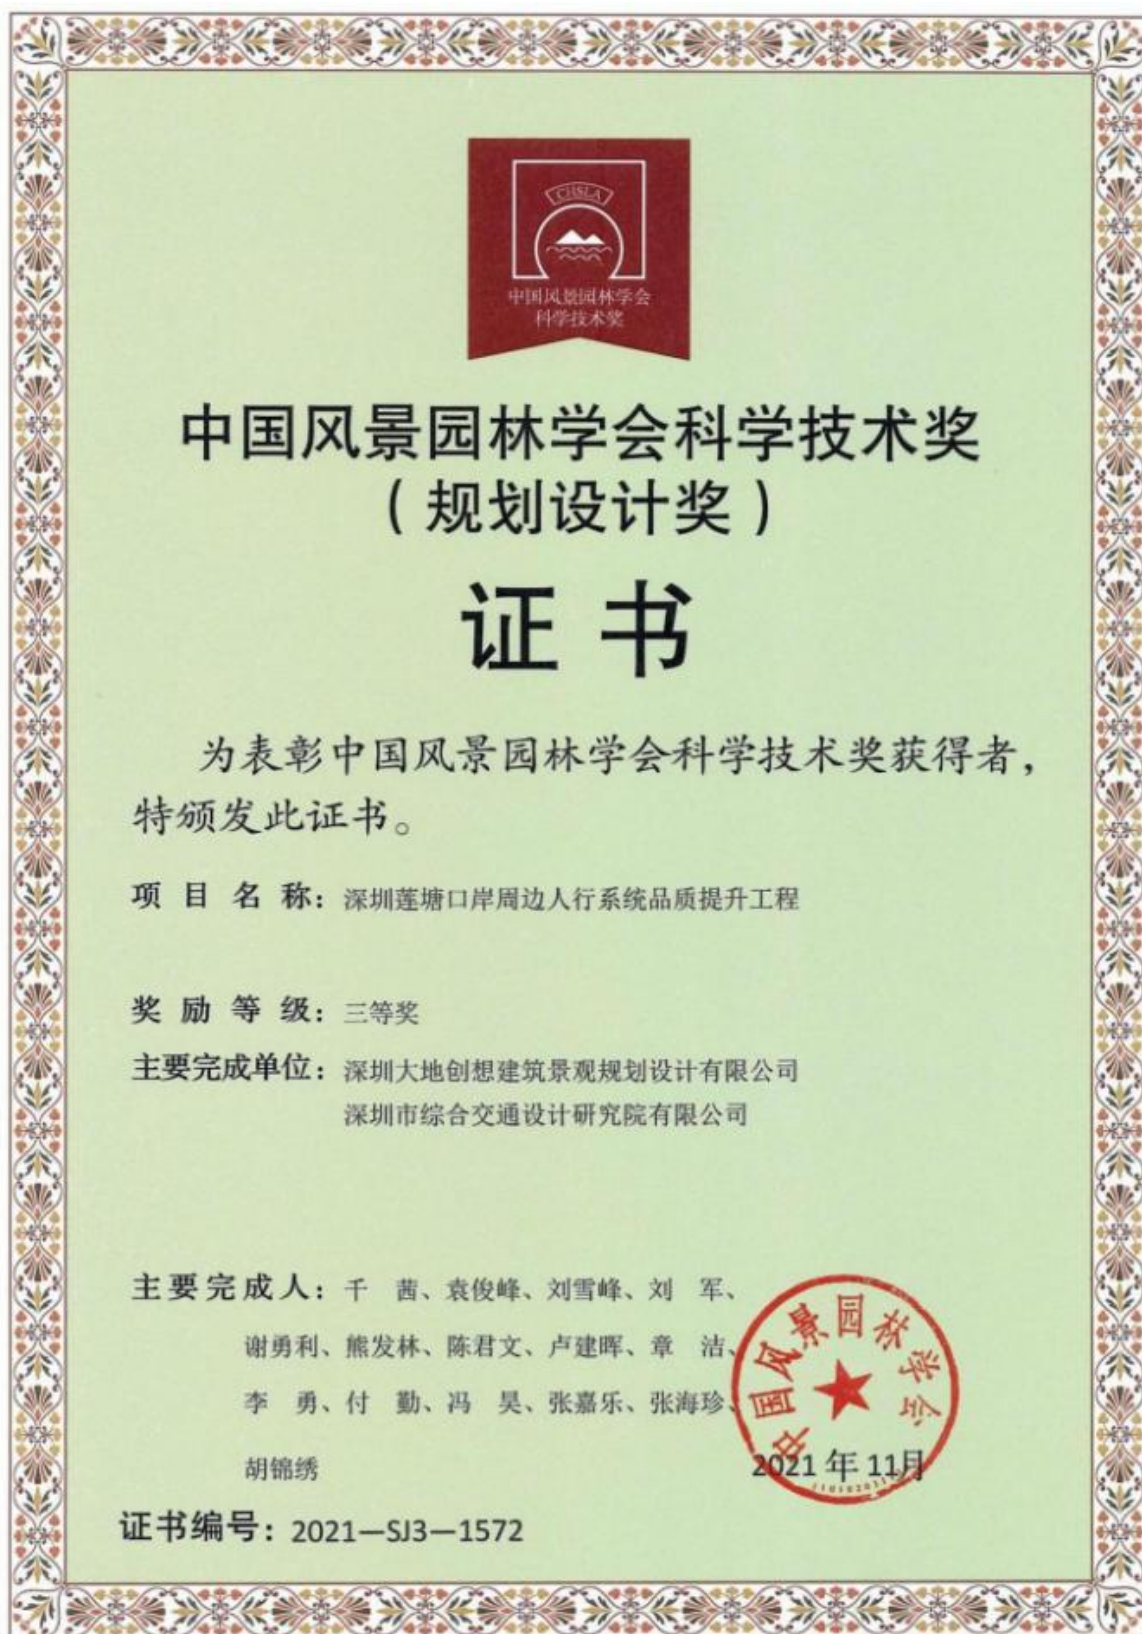 CHSLA
中国风景园林学会
科学技术奖
中国风景园林学会科学技术奖
（规划设计奖）
证书
为表彰中国风景园林学会科学技术奖获得者，
特颁发此证书。
项目名称：深圳莲塘口岸周边人行系统品质提升工程
奖励等级：三等奖
主要完成单位：深圳大地创想建筑景观规划设计有限公司
深圳市综合交通设计研究院有限公司
主要完成人：千 茜、袁俊峰、刘雪峰、刘 军、
谢勇利、熊发林、陈君文、卢建晖、章 洁、
李 勇、付 勤、冯 昊、张嘉乐、张海珍、
胡锦绣
中国风景园林学会
2021年11月
证书编号：2021—SJ3—1572